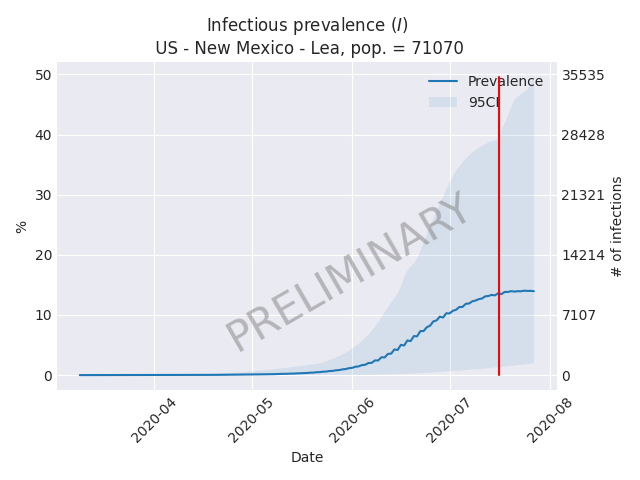 Infectious prevalence (I)
US - New Mexico - Lea, pop. = 71070
Prevalence
95CI
50
40
30
20
10
0
%
35535
28428
21321
14214
7107
0
# of infections
PRELIMINARY
2020-04
2020-05
2020-06
2020-07
2020-08
Date